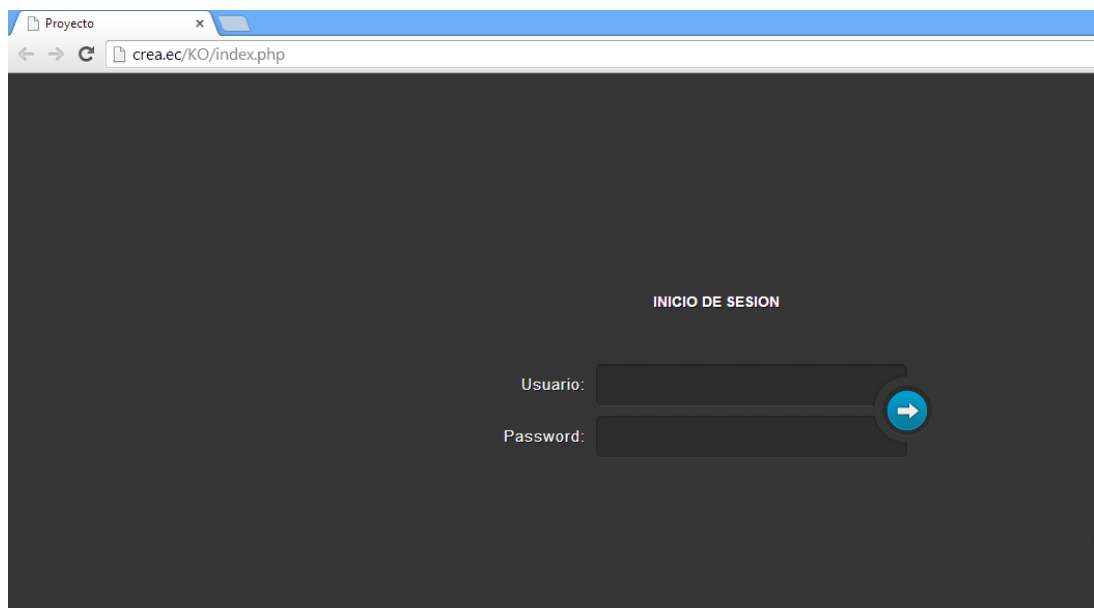 Proyecto
crea.ec/KO/index.php
INICIO DE SESION
Usuario:
Password: